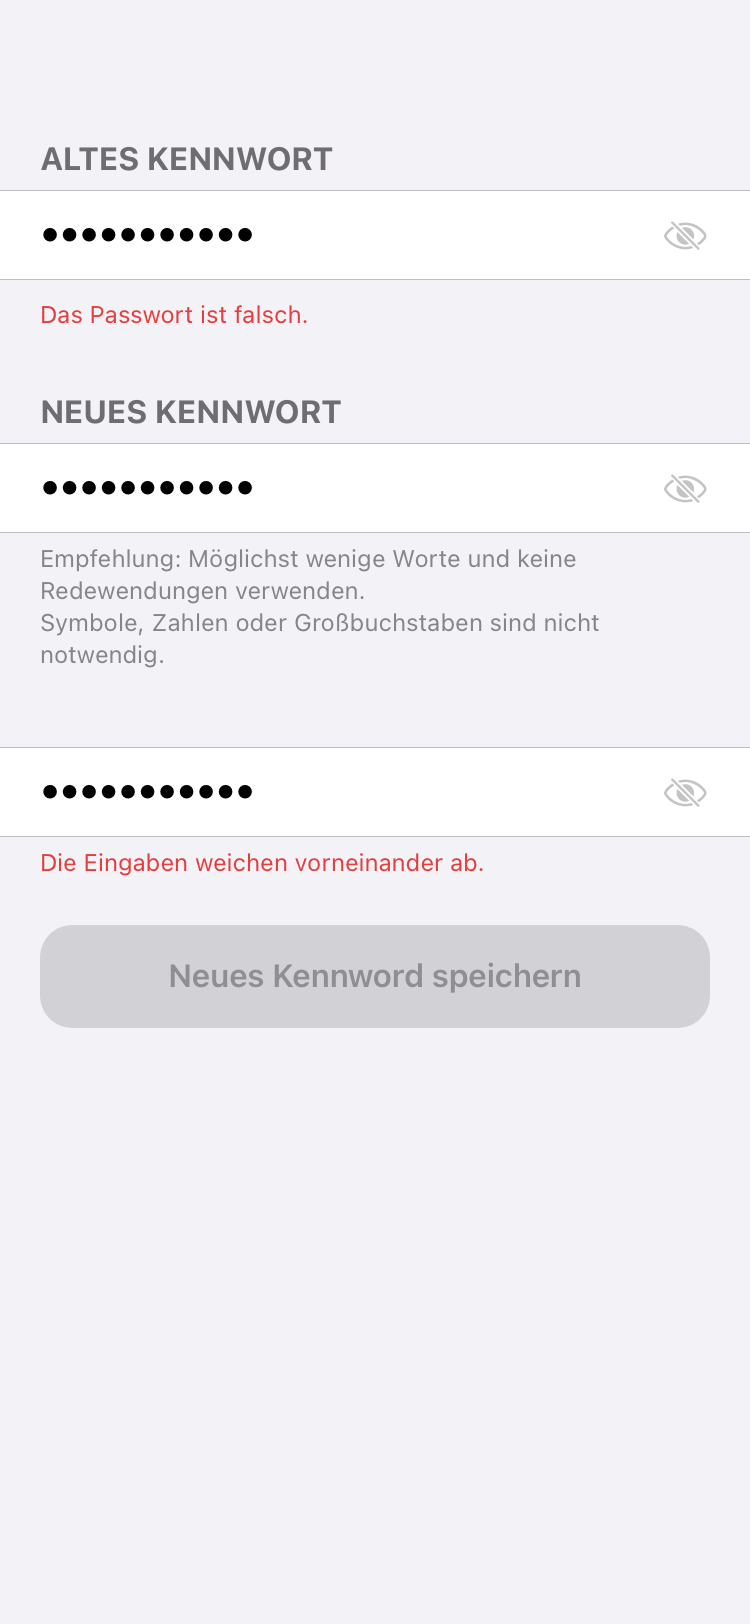 ALTES KENNWORT
•••••••••••
Das Passwort ist falsch.
NEUES KENNWORT
•••••••••••
Empfehlung: Möglichst wenige Worte und keine
Redewendungen verwenden.
Symbole, Zahlen oder Großbuchstaben sind nicht
notwendig.
•••••••••••
Die Eingaben weichen vorneinander ab.
Neues Kennword speichern